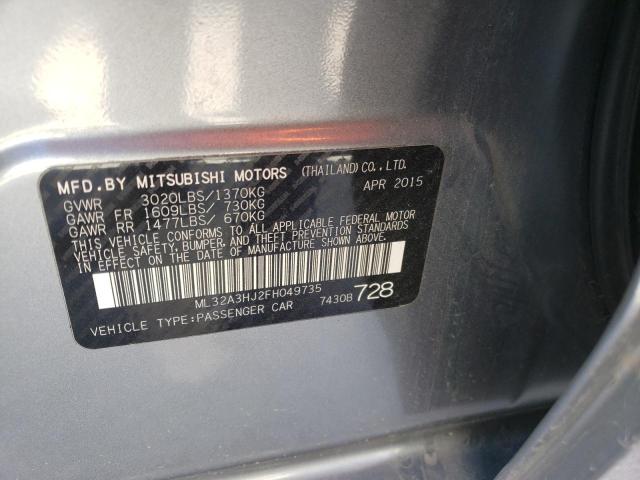 MFD.BY MITSUBISHI MOTORS (THAILAND)CO., LTD.
GVWR 3020LBS/1370KG APR 2015
GAWR FR 1609LBS/ 730KG
GAWR RR 1477LBS/ 670KG
THIS VEHICLE CONFORMS TO ALL APPLICABLE FEDERAL MOTOR
VEHICLE SAFETY,BUMPER,AND THEFT PREVENTION STANDARDS
IN EFFECT ON THE DATE OF MANUFACTURE SHOWN ABOVE.
ML32A3HJ2FH049735
VEHICLE TYPE:PASSENGER CAR 7430B 728